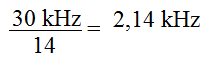 30 kHz
14 = 2,14 kHz